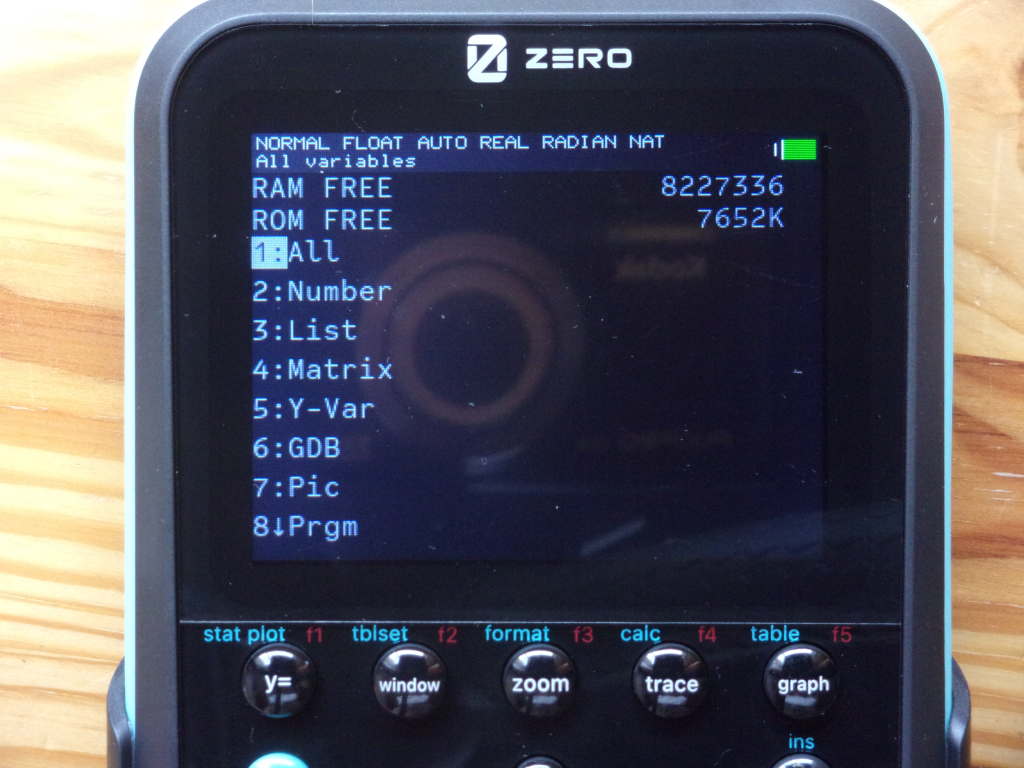 ZERO
NORMAL FLOAT AUTO REAL RADIAN NAT
All variables
RAM FREE 8227336
ROM FREE 7652K
1:All
2:Number
3:List
4:Matrix
5:Y-Var
6:GDB
7:Pic
8↓Prgm
stat plot f1 tblset f2 format f3 calc f4 table f5
y= window zoom trace graph
ins